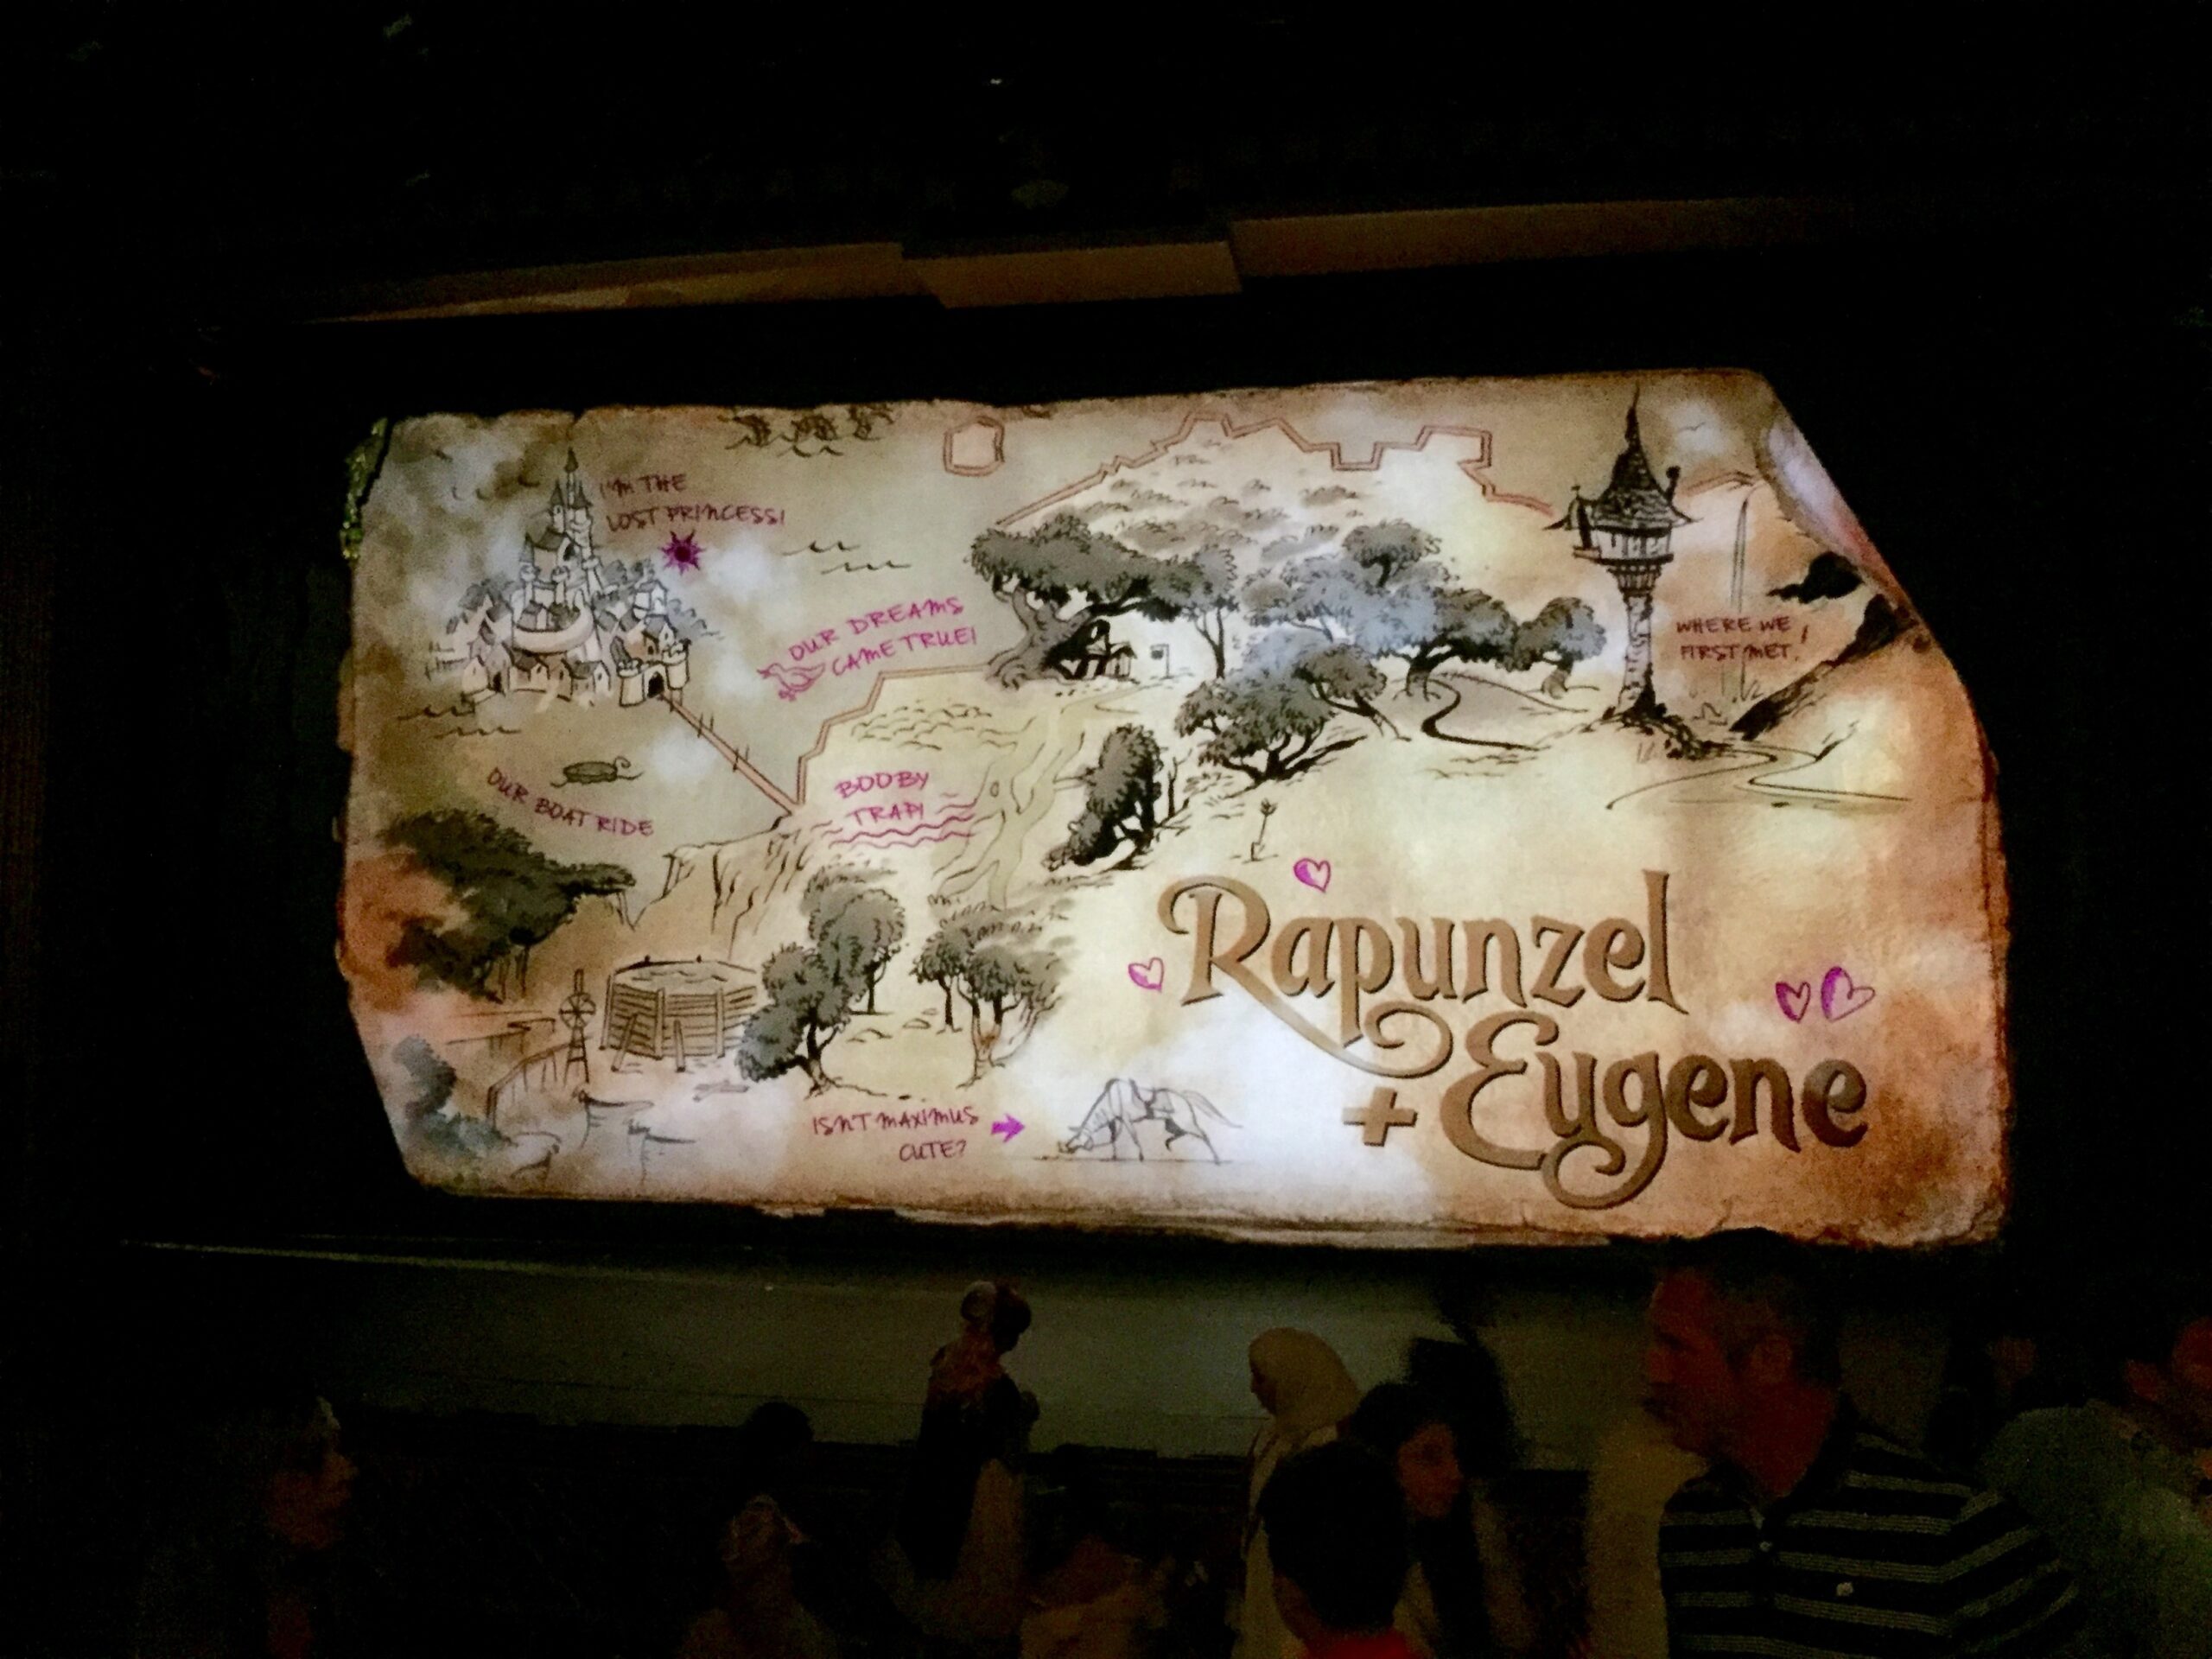 I'M THE
LOST PRINCESS!
OUR DREAMS
CAME TRUE!
WHERE WE
FIRST MET!
OUR BOAT RIDE
BOOBY
TRAP!
Rapunzel
+ Eugene
ISN'T MAXIMUS
CUTE?